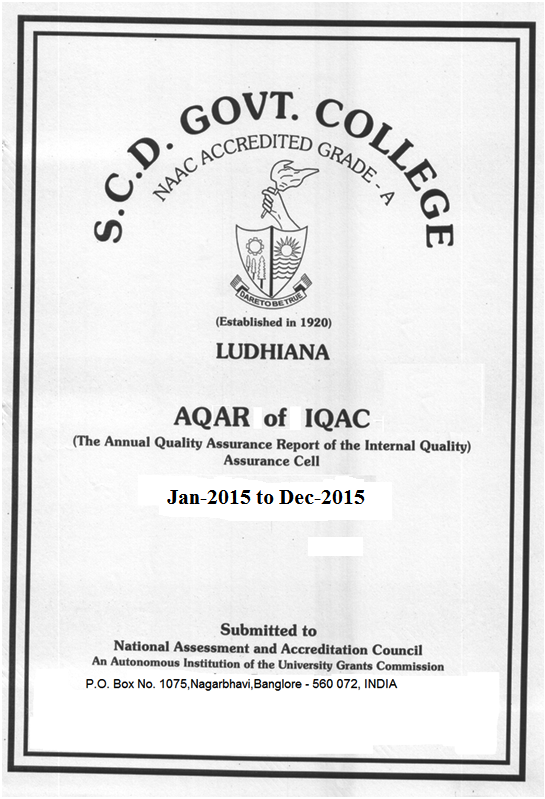 S.C.D. GOVT. COLLEGE
NAAC ACCREDITED GRADE - A
DARE TO BE TRUE
(Established in 1920)
LUDHIANA
AQAR of IQAC
(The Annual Quality Assurance Report of the Internal Quality)
Assurance Cell
Jan-2015 to Dec-2015
Submitted to
National Assessment and Accreditation Council
An Autonomous Institution of the University Grants Commission
P.O. Box No. 1075,Nagarbhavi,Banglore - 560 072, INDIA